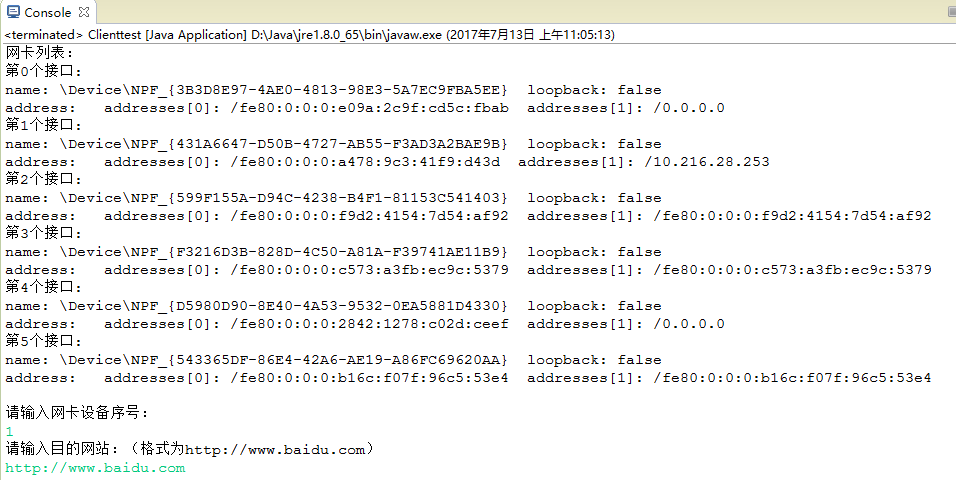 Console
<terminated> Clienttest [Java Application] D:\Java\jre1.8.0_65\bin\javaw.exe (2017年7月13日 上午11:05:13)
网卡列表:
第0个接口:
name: \Device\NPF_{3B3D8E97-4AE0-4813-98E3-5A7EC9FBA5EE}  loopback: false
address:   addresses[0]: /fe80:0:0:0:e09a:2c9f:cd5c:fbab  addresses[1]: /0.0.0.0
第1个接口:
name: \Device\NPF_{431A6647-D50B-4727-AB55-F3AD3A2BAE9B}  loopback: false
address:   addresses[0]: /fe80:0:0:0:a478:9c3:41f9:d43d  addresses[1]: /10.216.28.253
第2个接口:
name: \Device\NPF_{599F155A-D94C-4238-B4F1-81153C541403}  loopback: false
address:   addresses[0]: /fe80:0:0:0:f9d2:4154:7d54:af92  addresses[1]: /fe80:0:0:0:f9d2:4154:7d54:af92
第3个接口:
name: \Device\NPF_{F3216D3B-828D-4C50-A81A-F39741AE11B9}  loopback: false
address:   addresses[0]: /fe80:0:0:0:c573:a3fb:ec9c:5379  addresses[1]: /fe80:0:0:0:c573:a3fb:ec9c:5379
第4个接口:
name: \Device\NPF_{D5980D90-8E40-4A53-9532-0EA5881D4330}  loopback: false
address:   addresses[0]: /fe80:0:0:0:2842:1278:c02d:ceef  addresses[1]: /0.0.0.0
第5个接口:
name: \Device\NPF_{543365DF-86E4-42A6-AE19-A86FC69620AA}  loopback: false
address:   addresses[0]: /fe80:0:0:0:b16c:f07f:96c5:53e4  addresses[1]: /fe80:0:0:0:b16c:f07f:96c5:53e4
请输入网卡设备序号:
1
请输入目的网站:（格式为http://www.baidu.com）
http://www.baidu.com